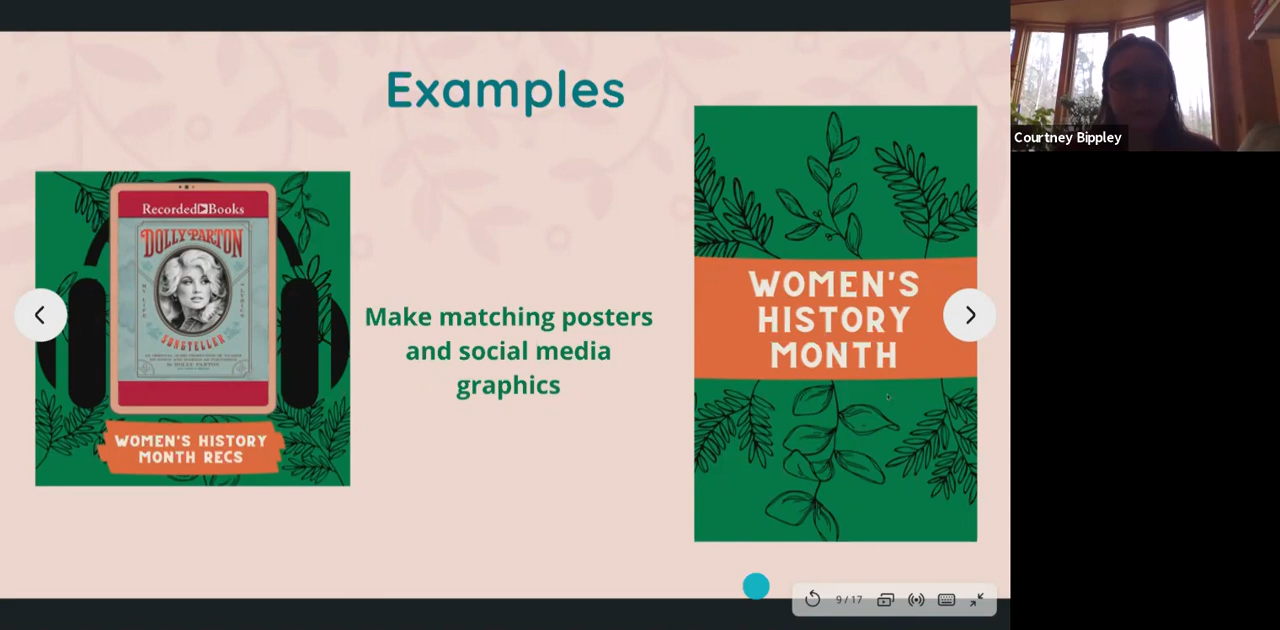 Examples
Recorded Books
DOLLY PARTON
SONGTELLER
WOMEN'S HISTORY
MONTH RECS
Make matching posters
and social media
graphics
WOMEN'S
HISTORY
MONTH
Courtney Bippley
9 / 17